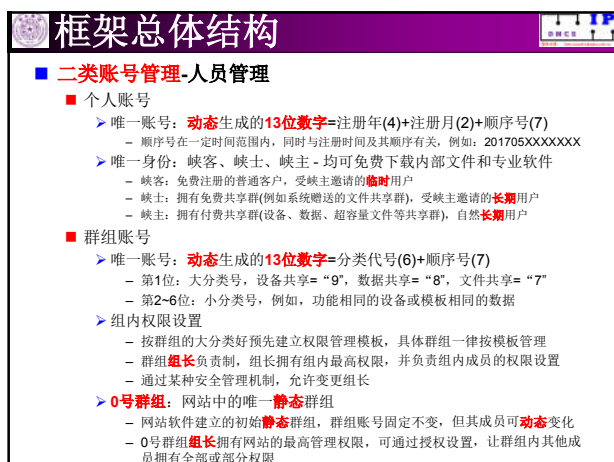 框架总体结构
IP
DMCS
二类账号管理-人员管理
个人账号
唯一账号：动态生成的13位数字=注册年(4)+注册月(2)+顺序号(7)
– 顺序号在一定时间范围内，同时与注册时间及其顺序有关，例如：201705XXXXXXX
唯一身份：峡客、峡士、峡主 - 均可免费下载内部文件和专业软件
– 峡客：免费注册的普通客户，受峡主邀请的临时用户
– 峡士：拥有免费共享群(例如系统赠送的文件共享群)，受峡主邀请的长期用户
– 峡主：拥有付费共享群(设备、数据、超容量文件等共享群)，自然长期用户
群组账号
唯一账号：动态生成的13位数字=分类代号(6)+顺序号(7)
– 第1位：大分类号，设备共享=“9”，数据共享=“8”，文件共享=“7”
– 第2~6位：小分类号，例如，功能相同的设备或模板相同的数据
组内权限设置
– 按群组的大分类好预先建立权限管理模板，具体群组一律按模板管理
– 群组组长负责制，组长拥有组内最高权限，并负责组内成员的权限设置
– 通过某种安全管理机制，允许变更组长
0号群组：网站中的唯一静态群组
– 网站软件建立的初始静态群组，群组账号固定不变，但其成员可动态变化
– 0号群组组长拥有网站的最高管理权限，可通过授权设置，让群组内其他成
员拥有全部或部分权限